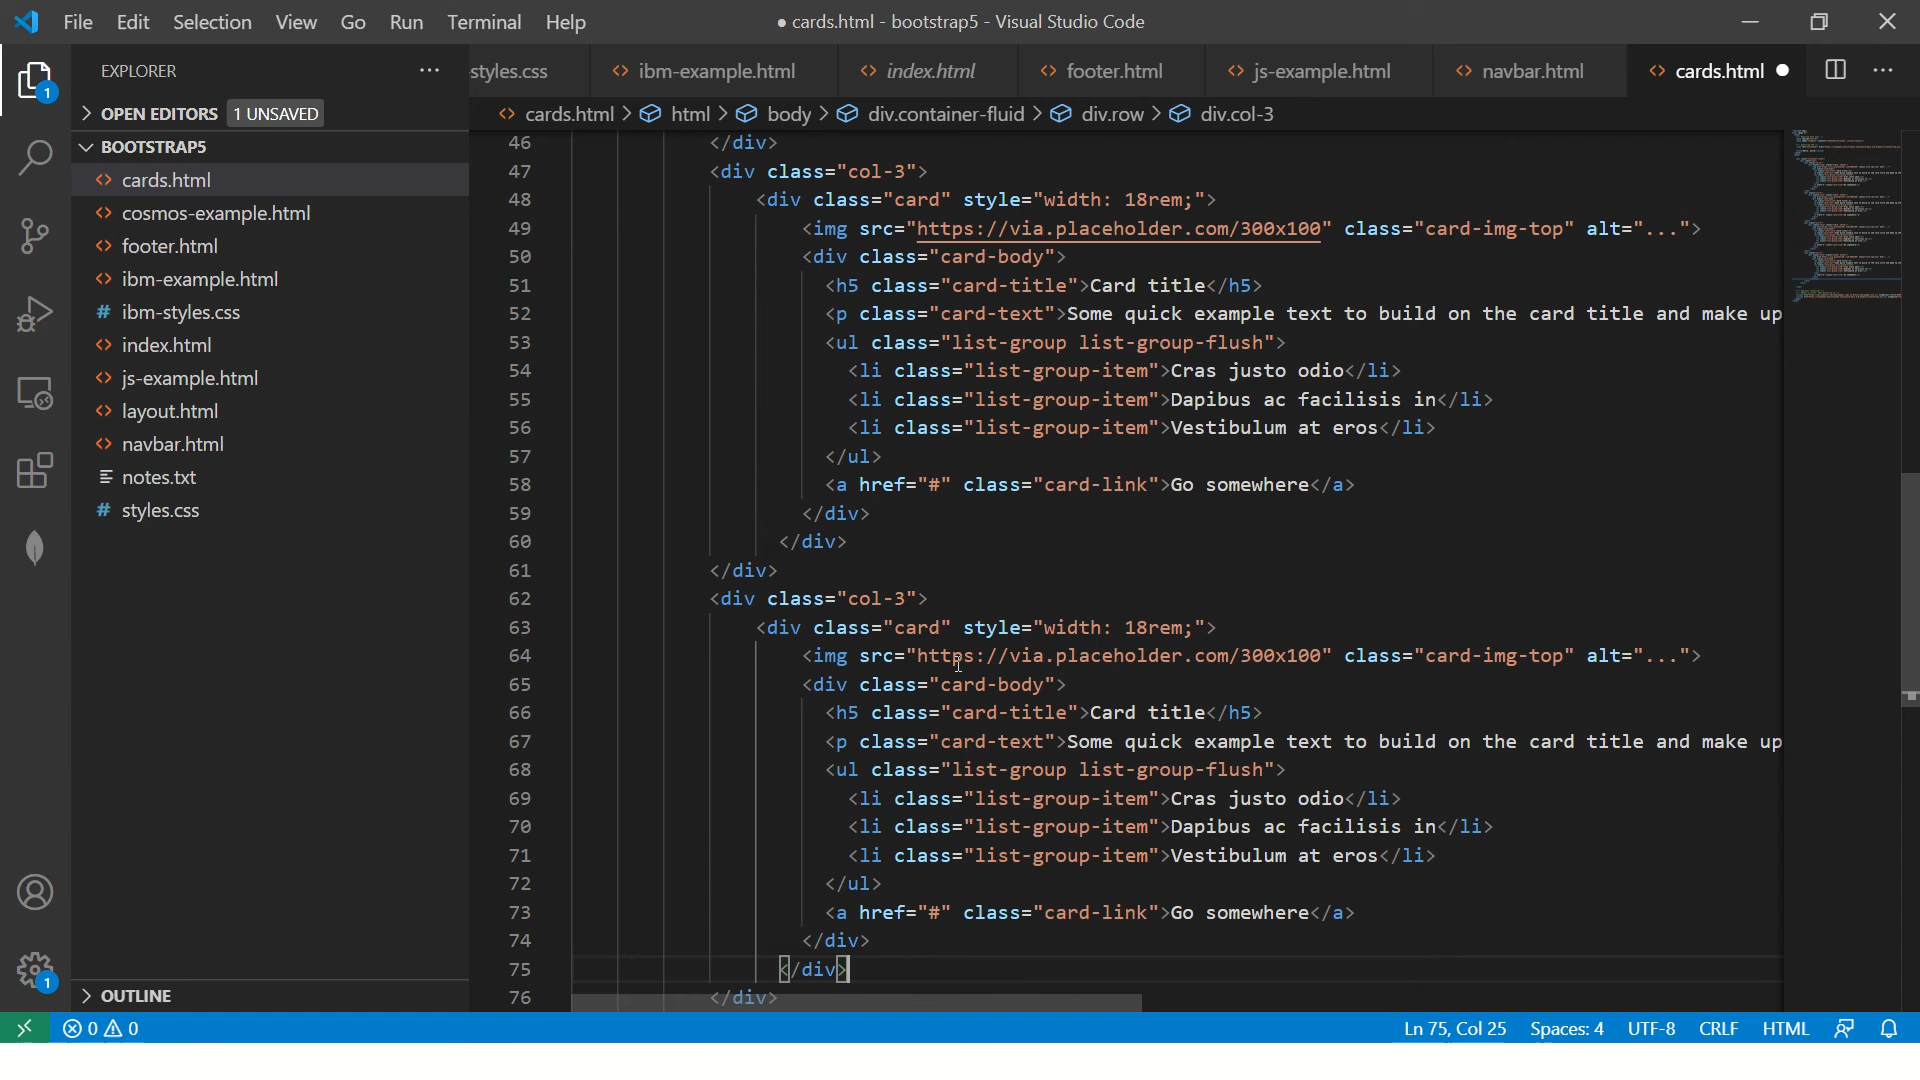 File Edit Selection View Go Run Terminal Help
● cards.html - bootstrap5 - Visual Studio Code
EXPLORER
styles.css
ibm-example.html
index.html
footer.html
js-example.html
navbar.html
cards.html
OPEN EDITORS 1 UNSAVED
cards.html > html > body > div.container-fluid > div.row > div.col-3
BOOTSTRAP5
cards.html
cosmos-example.html
footer.html
ibm-example.html
ibm-styles.css
index.html
js-example.html
layout.html
navbar.html
notes.txt
styles.css
OUTLINE
1
1
46 </div>
47 <div class="col-3">
48 <div class="card" style="width: 18rem;">
49 <img src="https://via.placeholder.com/300x100" class="card-img-top" alt="...">
50 <div class="card-body">
51 <h5 class="card-title">Card title</h5>
52 <p class="card-text">Some quick example text to build on the card title and make up
53 <ul class="list-group list-group-flush">
54 <li class="list-group-item">Cras justo odio</li>
55 <li class="list-group-item">Dapibus ac facilisis in</li>
56 <li class="list-group-item">Vestibulum at eros</li>
57 </ul>
58 <a href="#" class="card-link">Go somewhere</a>
59 </div>
60 </div>
61 </div>
62 <div class="col-3">
63 <div class="card" style="width: 18rem;">
64 <img src="https://via.placeholder.com/300x100" class="card-img-top" alt="...">
65 <div class="card-body">
66 <h5 class="card-title">Card title</h5>
67 <p class="card-text">Some quick example text to build on the card title and make up
68 <ul class="list-group list-group-flush">
69 <li class="list-group-item">Cras justo odio</li>
70 <li class="list-group-item">Dapibus ac facilisis in</li>
71 <li class="list-group-item">Vestibulum at eros</li>
72 </ul>
73 <a href="#" class="card-link">Go somewhere</a>
74 </div>
75 </div>
76 </div>
0 0 Ln 75, Col 25 Spaces: 4 UTF-8 CRLF HTML